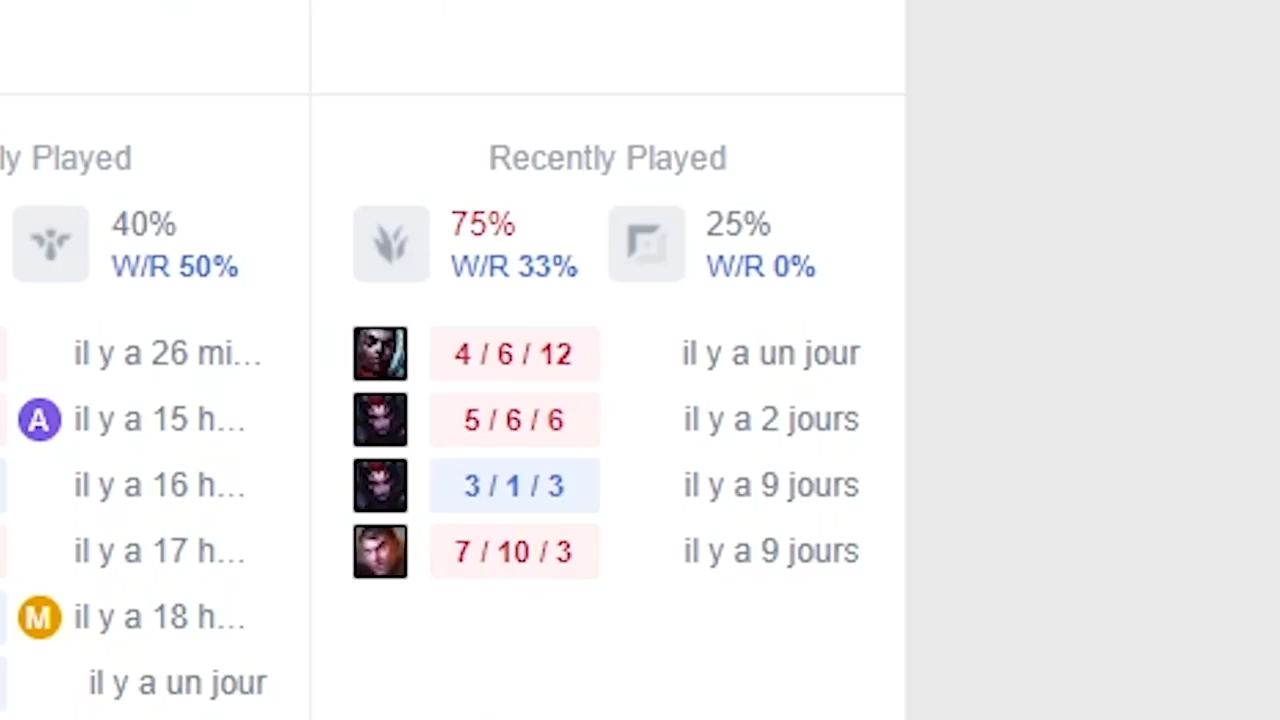 ly Played
40%
W/R 50%
il y a 26 mi...
A il y a 15 h...
il y a 16 h...
il y a 17 h...
M il y a 18 h...
il y a un jour
Recently Played
75% 25%
W/R 33% W/R 0%
4 / 6 / 12 il y a un jour
5 / 6 / 6 il y a 2 jours
3 / 1 / 3 il y a 9 jours
7 / 10 / 3 il y a 9 jours